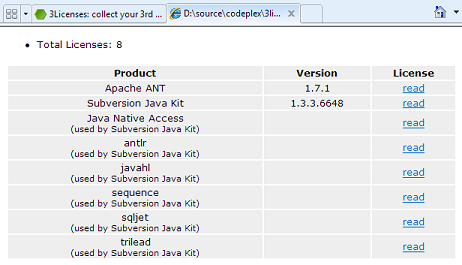 3Licenses: collect your 3rd
D:\source\codeplex\3li
Total Licenses: 8
Product Version License
Apache ANT 1.7.1 read
Subversion Java Kit 1.3.3.6648 read
Java Native Access
(used by Subversion Java Kit) read
antlr
(used by Subversion Java Kit) read
javahl
(used by Subversion Java Kit) read
sequence
(used by Subversion Java Kit) read
sqljet
(used by Subversion Java Kit) read
trilead
(used by Subversion Java Kit) read